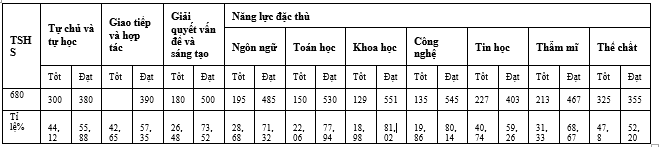 TSHS Tự chủ và tự học Giao tiếp và hợp tác Giải quyết vấn đề và sáng tạo Năng lực đặc thù
Ngôn ngữ Toán học Khoa học Công nghệ Tin học Thẩm mĩ Thể chất
Tốt Đạt Đạt Tốt Đạt Tốt Đạt Tốt Đạt Tốt Đạt Tốt Đạt Tốt Đạt Tốt Đạt Tốt Đạt
680 300 380 390 180 500 195 485 150 530 129 551 135 545 227 403 213 467 325 355
Tỉ lệ% 44,12 55,88 42,65 57,35 26,48 73,52 28,68 71,32 22,06 77,94 18,98 81,02 19,86 80,14 40,74 59,26 31,33 68,67 47,8 52,20